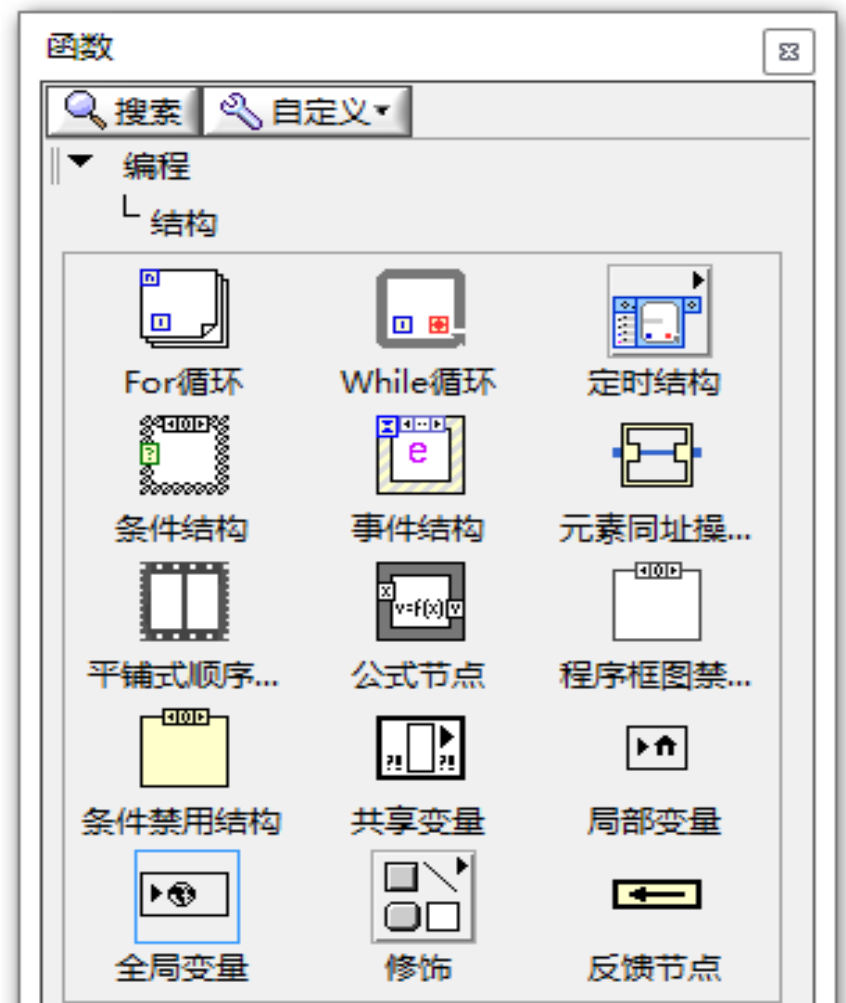 函数
搜索 自定义
编程
结构
For循环 While循环 定时结构
条件结构 事件结构 元素同址操...
平铺式顺序... 公式节点 程序框图禁...
条件禁用结构 共享变量 局部变量
全局变量 修饰 反馈节点